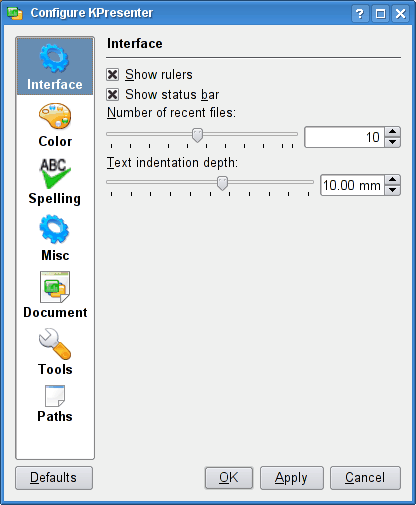 Configure KPresenter
Interface
Color
ABC
Spelling
Misc
Document
Tools
Paths
Interface
Show rulers
Show status bar
Number of recent files:
10
Text indentation depth:
10.00 mm
Defaults
OK
Apply
Cancel